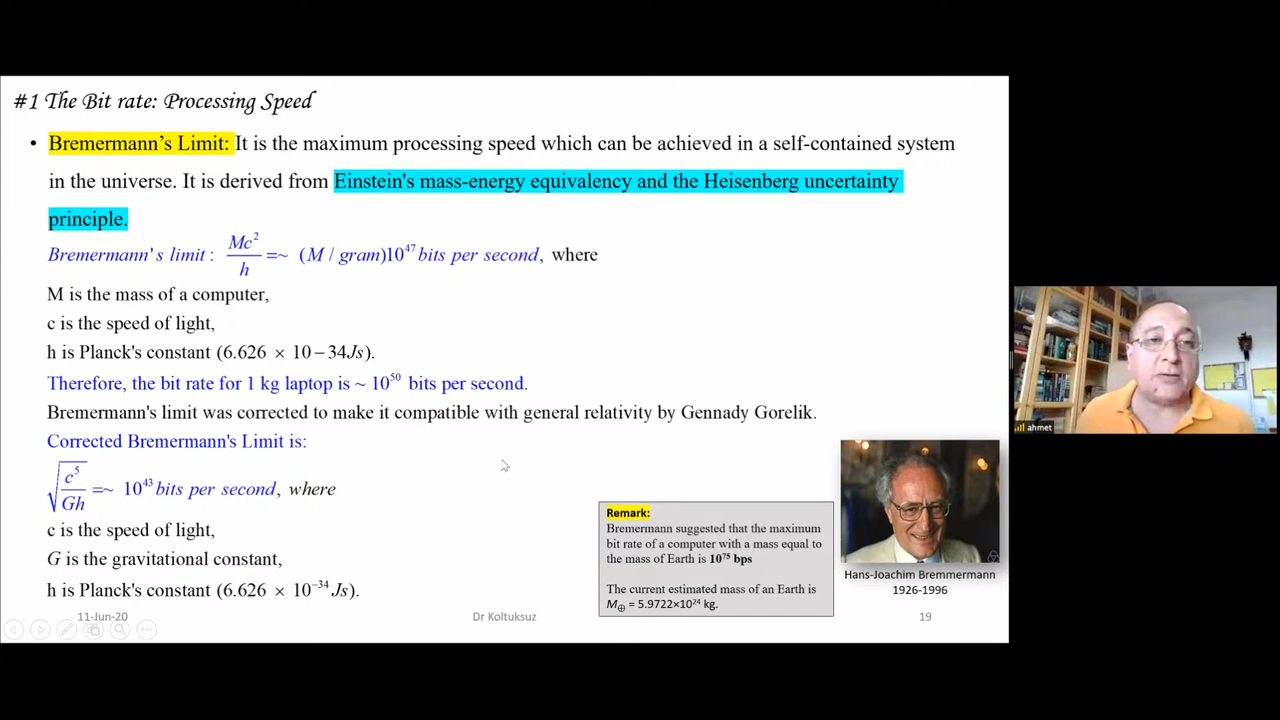 #1 The Bit rate: Processing Speed
• Bremermann's Limit: It is the maximum processing speed which can be achieved in a self-contained system
in the universe. It is derived from Einstein's mass-energy equivalency and the Heisenberg uncertainty
principle.
Bremermann's limit : Mc²/h =~ (M / gram)10⁴⁷ bits per second, where
M is the mass of a computer,
c is the speed of light,
h is Planck's constant (6.626 × 10 − 34Js).
Therefore, the bit rate for 1 kg laptop is ~ 10⁵⁰ bits per second.
Bremermann's limit was corrected to make it compatible with general relativity by Gennady Gorelik.
Corrected Bremermann's Limit is:
√(c⁵/Gh) =~ 10⁴³ bits per second, where
c is the speed of light,
G is the gravitational constant,
h is Planck's constant (6.626 × 10⁻³⁴ Js).
Remark:
Bremermann suggested that the maximum
bit rate of a computer with a mass equal to
the mass of Earth is 10⁷⁵ bps
The current estimated mass of an Earth is
M⊕ = 5.9722×10²⁴ kg.
Hans-Joachim Bremmermann
1926-1996
11-Jun-20
Dr Koltuksuz
19
ahmet